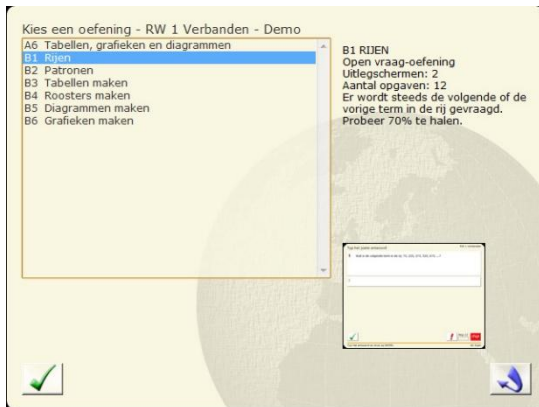 Kies een oefening - RW 1 Verbanden - Demo
A6 Tabellen, grafieken en diagrammen
B1 Rijen
B2 Patronen
B3 Tabellen maken
B4 Roosters maken
B5 Diagrammen maken
B6 Grafieken maken
B1 RIJEN
Open vraag-oefening
Uitlegschermen: 2
Aantal opgaven: 12
Er wordt steeds de volgende of de
vorige term in de rij gevraagd.
Probeer 70% te halen.